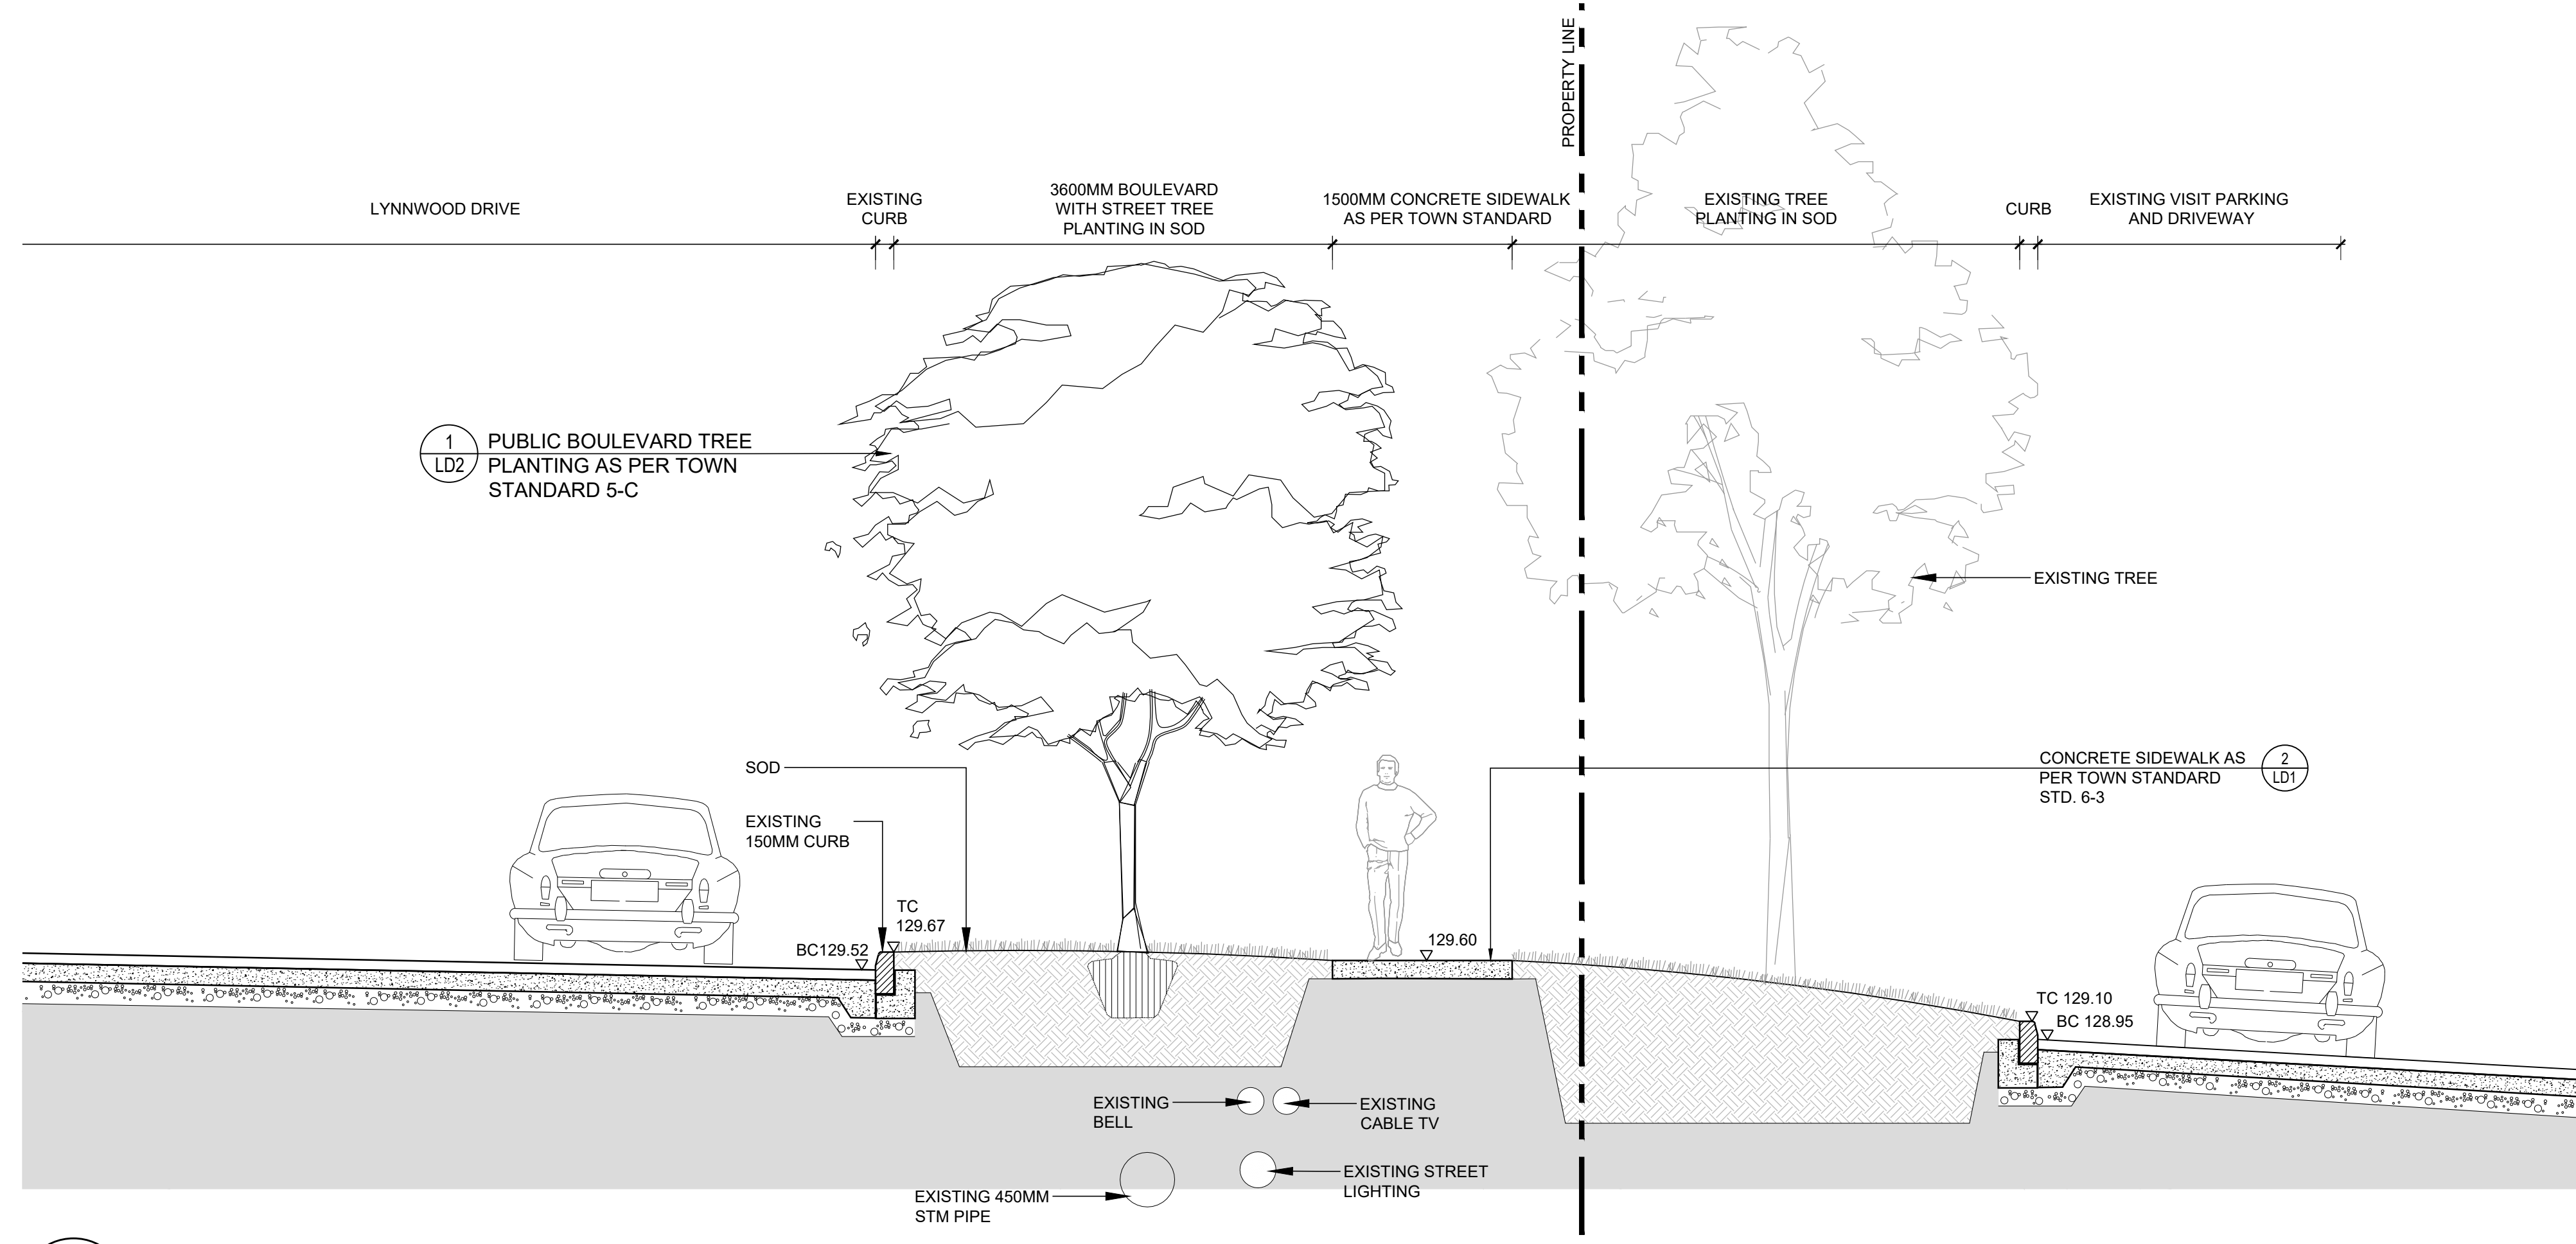 PROPERTY LINE
LYNNWOOD DRIVE
EXISTING
CURB
3600MM BOULEVARD
WITH STREET TREE
PLANTING IN SOD
1500MM CONCRETE SIDEWALK
AS PER TOWN STANDARD
EXISTING TREE
PLANTING IN SOD
CURB
EXISTING VISIT PARKING
AND DRIVEWAY
1
LD2
PUBLIC BOULEVARD TREE
PLANTING AS PER TOWN
STANDARD 5-C
EXISTING TREE
SOD
EXISTING
150MM CURB
CONCRETE SIDEWALK AS
PER TOWN STANDARD
STD. 6-3
2
LD1
TC
129.67
BC129.52
129.60
TC 129.10
BC 128.95
EXISTING
BELL
EXISTING
CABLE TV
EXISTING STREET
LIGHTING
EXISTING 450MM
STM PIPE